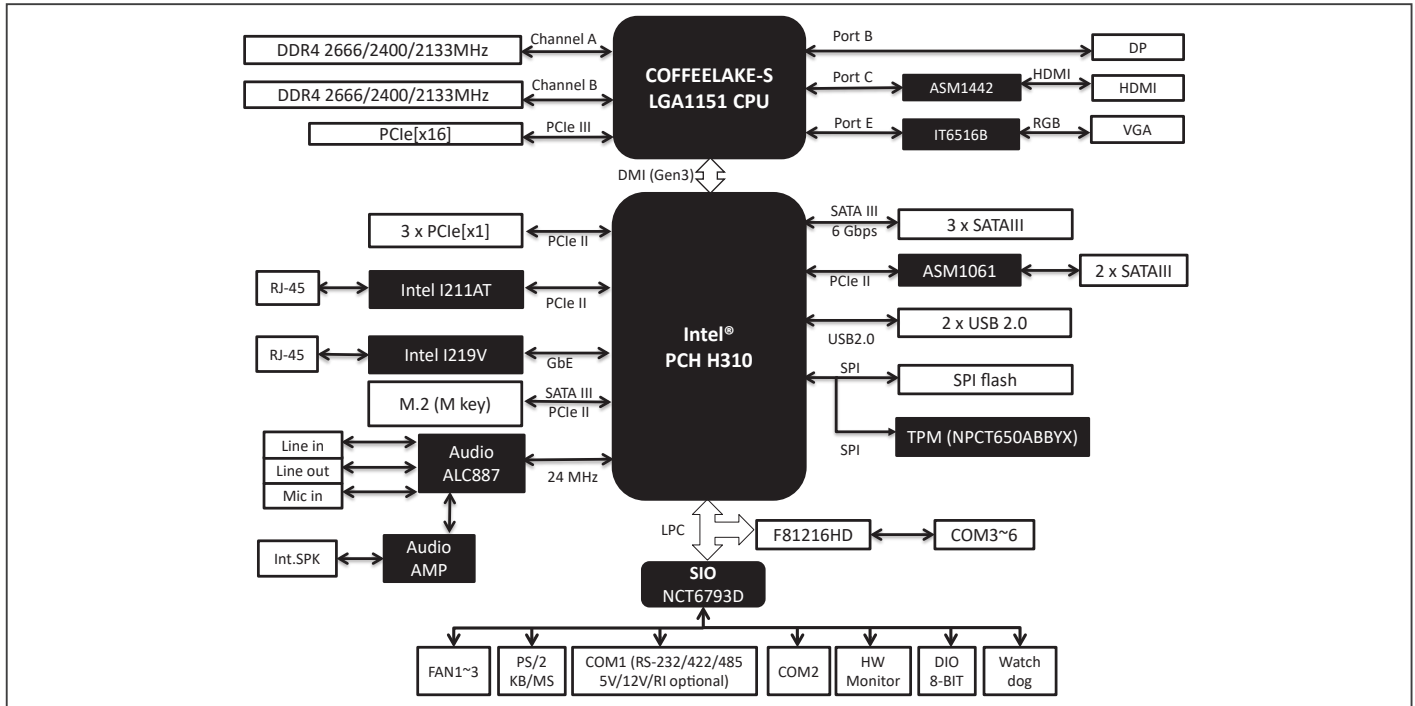 DDR4 2666/2400/2133MHz
Channel A
COFFEELAKE-S
LGA1151 CPU
Port B
DP
DDR4 2666/2400/2133MHz
Channel B
Port C
ASM1442
HDMI
HDMI
PCIe[x16]
PCIe III
Port E
IT6516B
RGB
VGA
DMI (Gen3)
3 x PCIe[x1]
PCIe II
Intel®
PCH H310
SATA III
6 Gbps
3 x SATAIII
RJ-45
Intel I211AT
PCIe II
PCIe II
ASM1061
2 x SATAIII
RJ-45
Intel I219V
GbE
USB2.0
2 x USB 2.0
M.2 (M key)
SATA III
PCIe II
SPI
SPI flash
SPI
TPM (NPCT650ABBYX)
Line in
Line out
Mic in
Audio
ALC887
24 MHz
Int.SPK
Audio
AMP
LPC
F81216HD
COM3~6
SIO
NCT6793D
FAN1~3
PS/2
KB/MS
COM1 (RS-232/422/485
5V/12V/RI optional)
COM2
HW
Monitor
DIO
8-BIT
Watch
dog